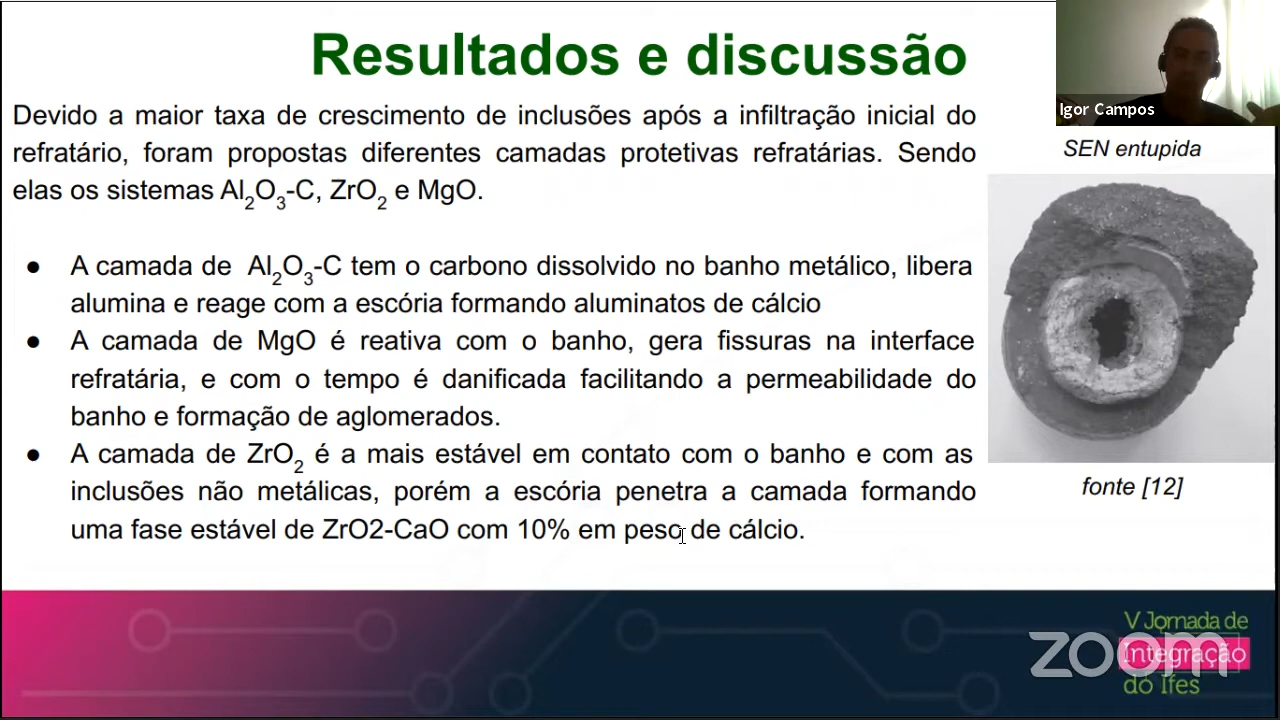 Resultados e discussão
Igor Campos
Devido a maior taxa de crescimento de inclusões após a infiltração inicial do
refratário, foram propostas diferentes camadas protetivas refratárias. Sendo
elas os sistemas Al₂O₃-C, ZrO₂ e MgO.
● A camada de Al₂O₃-C tem o carbono dissolvido no banho metálico, libera
alumina e reage com a escória formando aluminatos de cálcio
● A camada de MgO é reativa com o banho, gera fissuras na interface
refratária, e com o tempo é danificada facilitando a permeabilidade do
banho e formação de aglomerados.
● A camada de ZrO₂ é a mais estável em contato com o banho e com as
inclusões não metálicas, porém a escória penetra a camada formando
uma fase estável de ZrO2-CaO com 10% em peso de cálcio.
SEN entupida
fonte [12]
V Jornada de
Integração
do Ifes
zoom